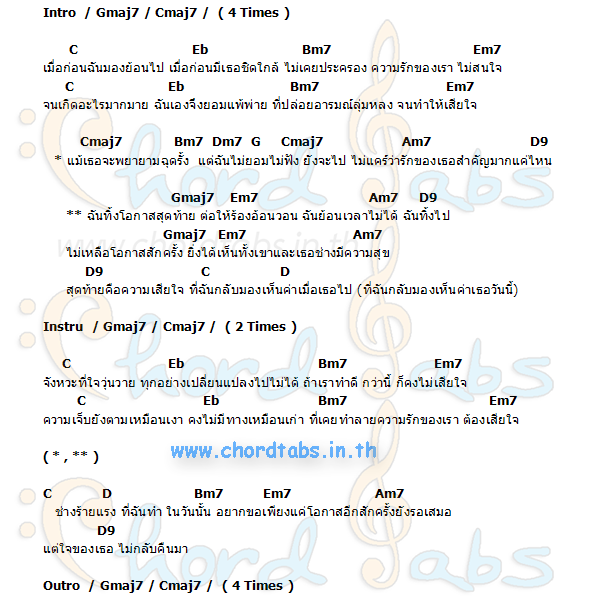 Intro / Gmaj7 / Cmaj7 / ( 4 Times )
C Eb Bm7 Em7
เมื่อก่อนฉันมองย้อนไป เมื่อก่อนมีเธอชิดใกล้ ไม่เคยประครอง ความรักของเรา ไม่สนใจ
C Eb Bm7 Em7
จนเกิดอะไรมากมาย ฉันเองจึงยอมแพ้พ่าย ที่ปล่อยอารมณ์ลุ่มหลง จนทำให้เสียใจ
Cmaj7 Bm7 Dm7 G Cmaj7 Am7 D9
* แม้เธอจะพยายามฉุดรั้ง แต่ฉันไม่ยอมไม่ฟัง ยังจะไป ไม่แคร์ว่ารักของเธอสำคัญมากแค่ไหน
Gmaj7 Em7 Am7 D9
** ฉันทิ้งโอกาสสุดท้าย ต่อให้ร้องอ้อนวอน ฉันย้อนเวลาไม่ได้ ฉันทิ้งไป
Gmaj7 Em7 Am7
ไม่เหลือโอกาสสักครั้ง ยิ่งได้เห็นทั้งเขาและเธอช่างมีความสุข
D9 C D
สุดท้ายคือความเสียใจ ที่ฉันกลับมองเห็นค่าเมื่อเธอไป (ที่ฉันกลับมองเห็นค่าเธอวันนี้)
Instru / Gmaj7 / Cmaj7 / ( 2 Times )
C Eb Bm7 Em7
จังหวะที่ใจวุ่นวาย ทุกอย่างเปลี่ยนแปลงไปไม่ได้ ถ้าเราทำดี กว่านี้ ก็คงไม่เสียใจ
C Eb Bm7 Em7
ความเจ็บยังตามเหมือนเงา คงไม่มีทางเหมือนเก่า ที่เคยทำลายความรักของเรา ต้องเสียใจ
www.chordtabs.in.th
( * , ** )
C D Bm7 Em7 Am7
ช่างร้ายแรง ที่ฉันทำ ในวันนั้น อยากขอเพียงแค่โอกาสอีกสักครั้งยังรอเสมอ
D9
แต่ใจของเธอ ไม่กลับคืนมา
Outro / Gmaj7 / Cmaj7 / ( 4 Times )